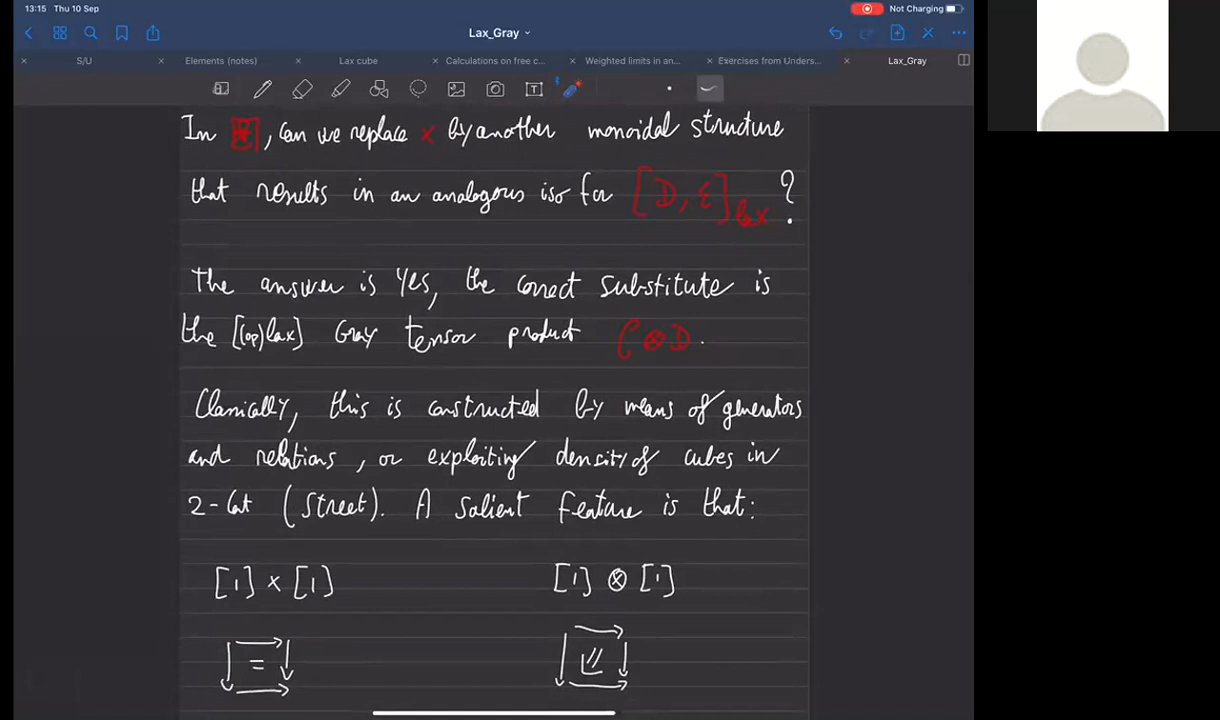 13:15 Thu 10 Sep
Not Charging
Lax_Gray
S/U
Elements (notes)
Lax cube
Calculations on free c...
Weighted limits in an...
Exercises from Unders...
Lax_Gray
In , can we replace × by another monoidal structure
that results in an analogous iso for [D, E]lax ?
The answer is Yes, the correct substitute is
the [(op)lax] Gray tensor product C ⊗ D.
Classically, this is constructed by means of generators
and relations, or exploiting density of cubes in
2-Cat (Street). A salient feature is that:
[1] × [1] [1] ⊗ [1]
=